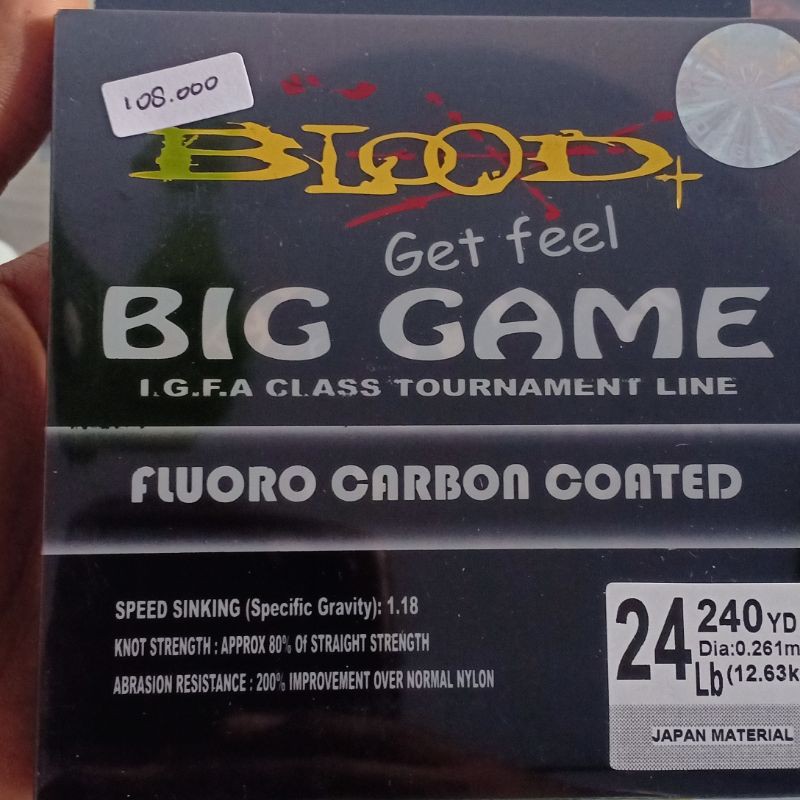 108.000
BLOOD+
Get feel
BIG GAME
I.G.F.A CLASS TOURNAMENT LINE
FLUORO CARBON COATED
SPEED SINKING (Specific Gravity): 1.18
KNOT STRENGTH : APPROX 80% Of STRAIGHT STRENGTH
ABRASION RESISTANCE : 200% IMPROVEMENT OVER NORMAL NYLON
24 Lb
240 YD
Dia:0.261m
(12.63k
JAPAN MATERIAL